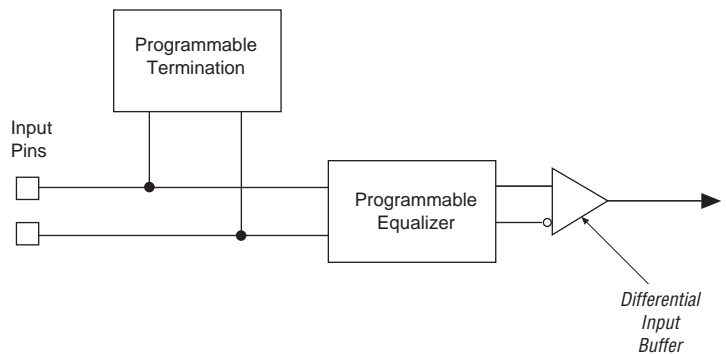 Programmable
Termination
Input
Pins
Programmable
Equalizer
Differential
Input
Buffer